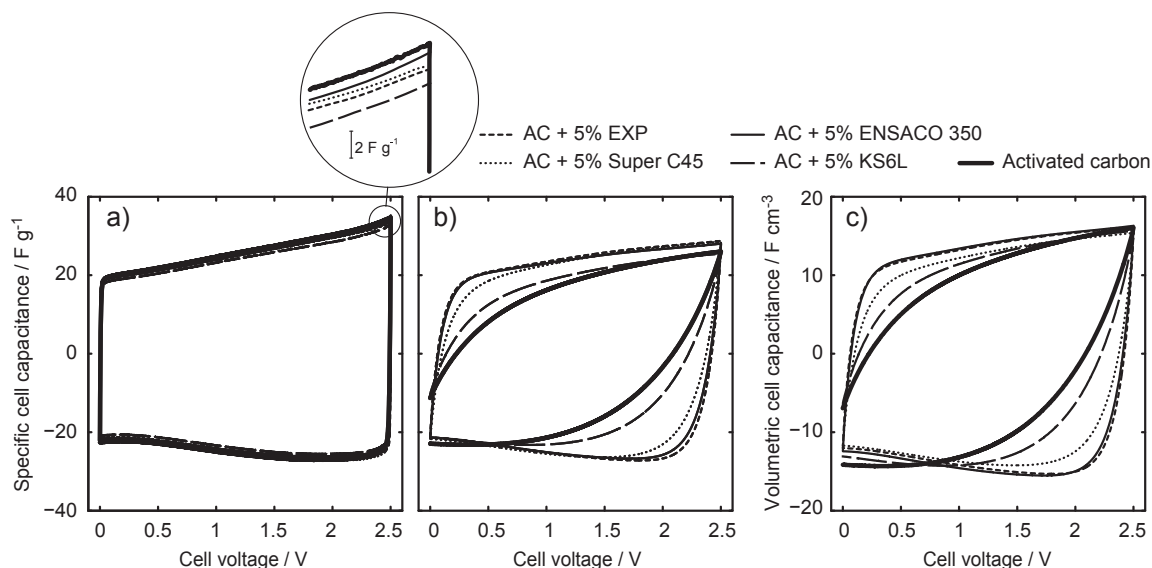 2 F g⁻¹
AC + 5% EXP
AC + 5% ENSACO 350
AC + 5% Super C45
AC + 5% KS6L
Activated carbon
a)
b)
c)
Specific cell capacitance / F g⁻¹
40
20
0
−20
−40
0 0.5 1 1.5 2 2.5
Cell voltage / V
0 0.5 1 1.5 2 2.5
Cell voltage / V
Volumetric cell capacitance / F cm⁻³
20
10
0
−10
−20
0 0.5 1 1.5 2 2.5
Cell voltage / V